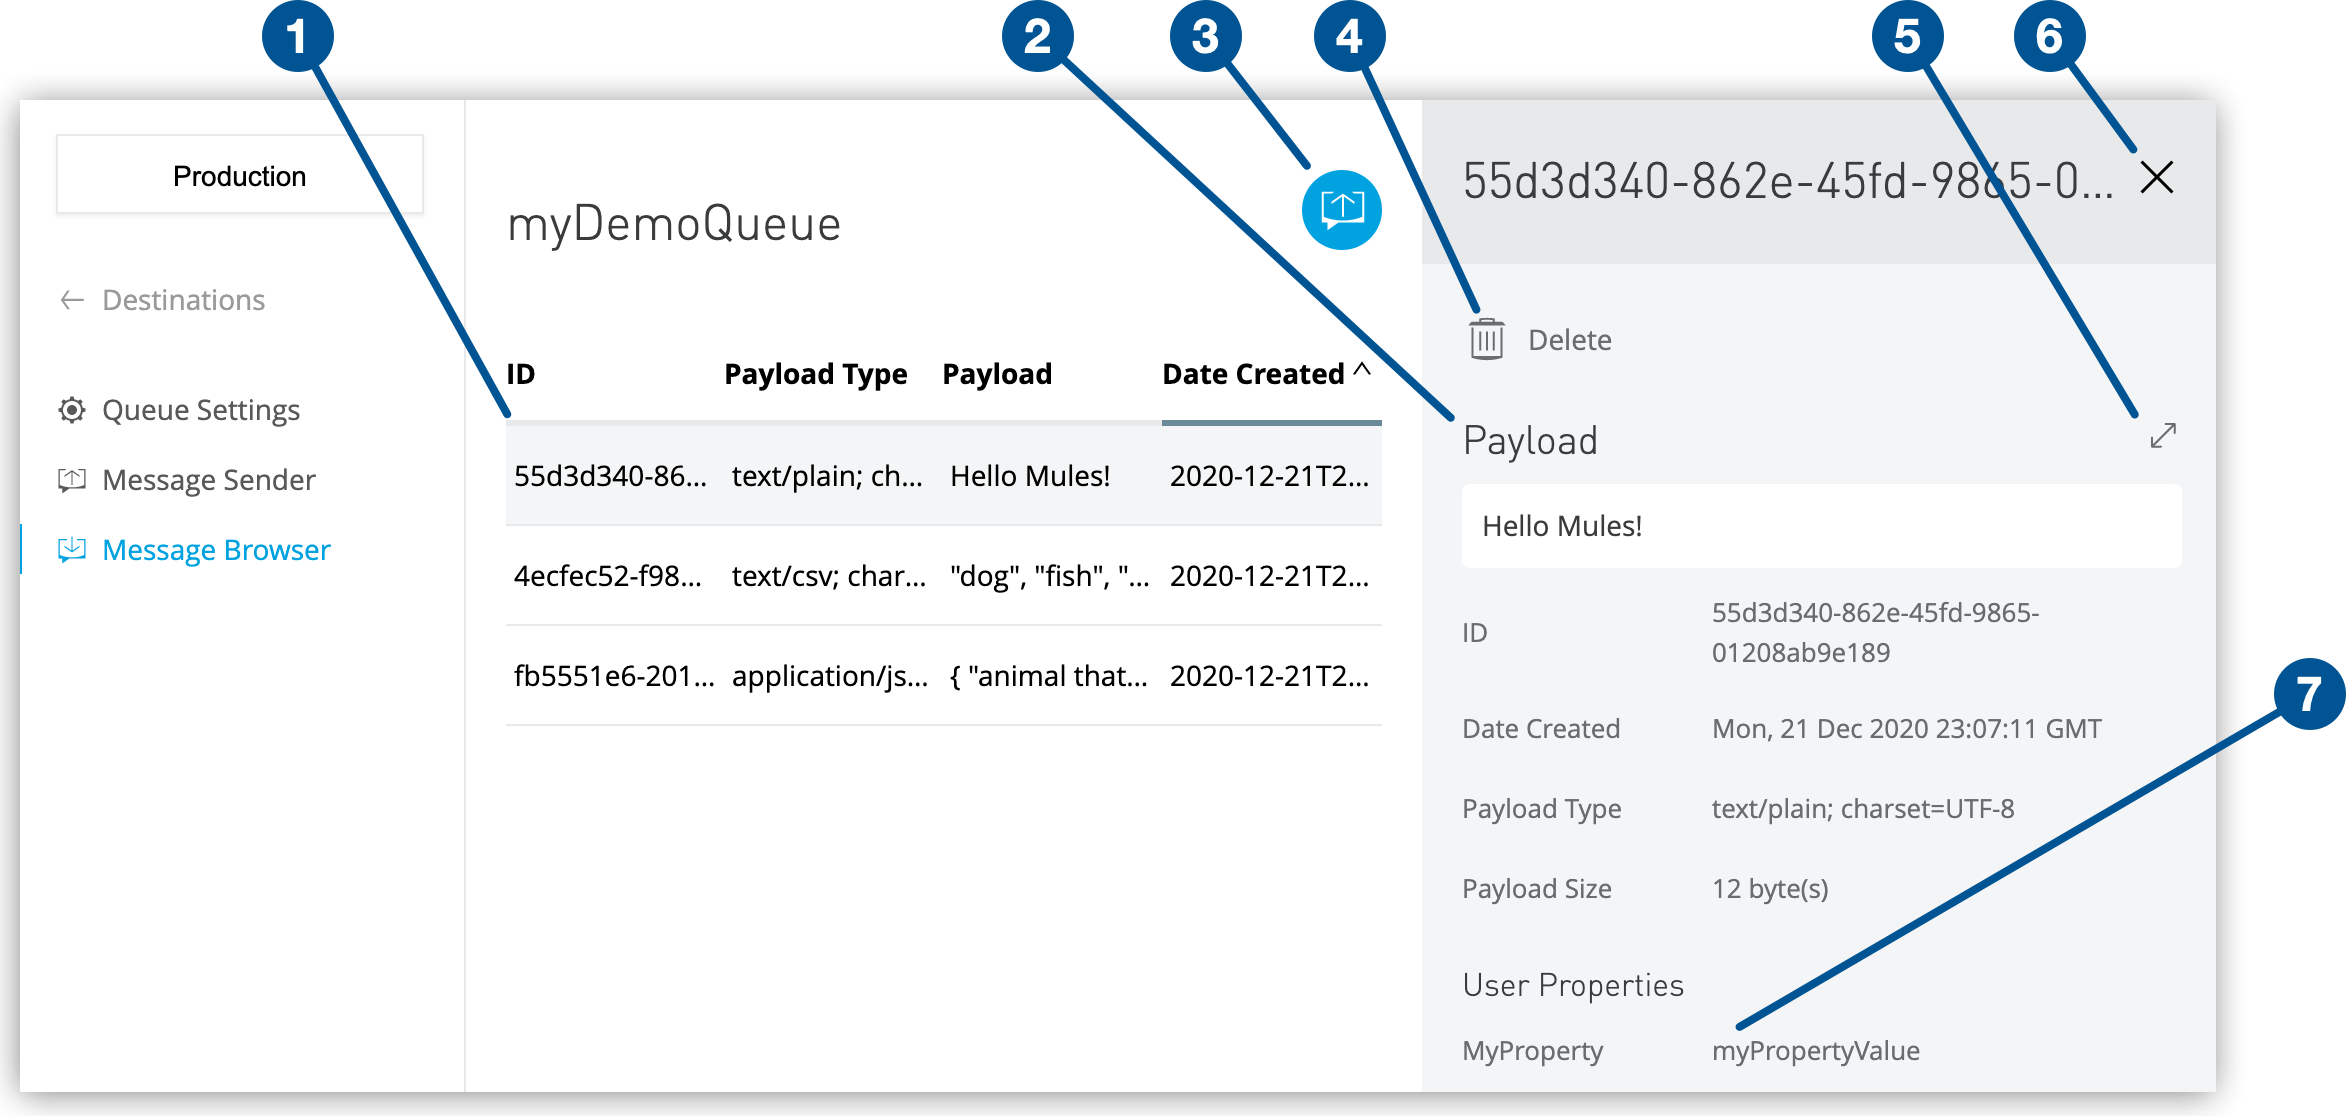 1
2
3
4
5
6
Production
← Destinations
Queue Settings
Message Sender
Message Browser
myDemoQueue
ID Payload Type Payload Date Created ^
55d3d340-86... text/plain; ch... Hello Mules! 2020-12-21T2...
4ecfec52-f98... text/csv; char... "dog", "fish", "... 2020-12-21T2...
fb5551e6-201... application/js... { "animal that... 2020-12-21T2...
55d3d340-862e-45fd-9865-0...
Delete
Payload
Hello Mules!
ID 55d3d340-862e-45fd-9865-
01208ab9e189
7
Date Created Mon, 21 Dec 2020 23:07:11 GMT
Payload Type text/plain; charset=UTF-8
Payload Size 12 byte(s)
User Properties
MyProperty myPropertyValue